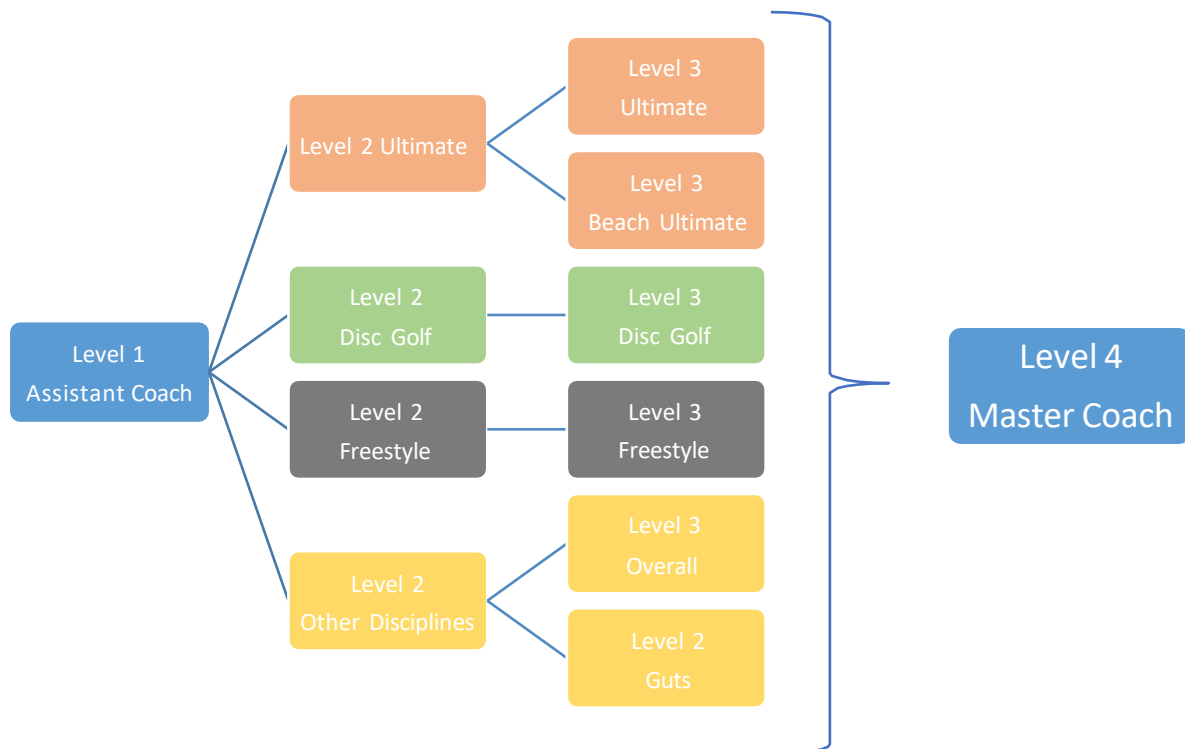 Level 1
Assistant Coach
Level 2 Ultimate
Level 3
Ultimate
Level 3
Beach Ultimate
Level 2
Disc Golf
Level 3
Disc Golf
Level 2
Freestyle
Level 3
Freestyle
Level 2
Other Disciplines
Level 3
Overall
Level 2
Guts
Level 4
Master Coach